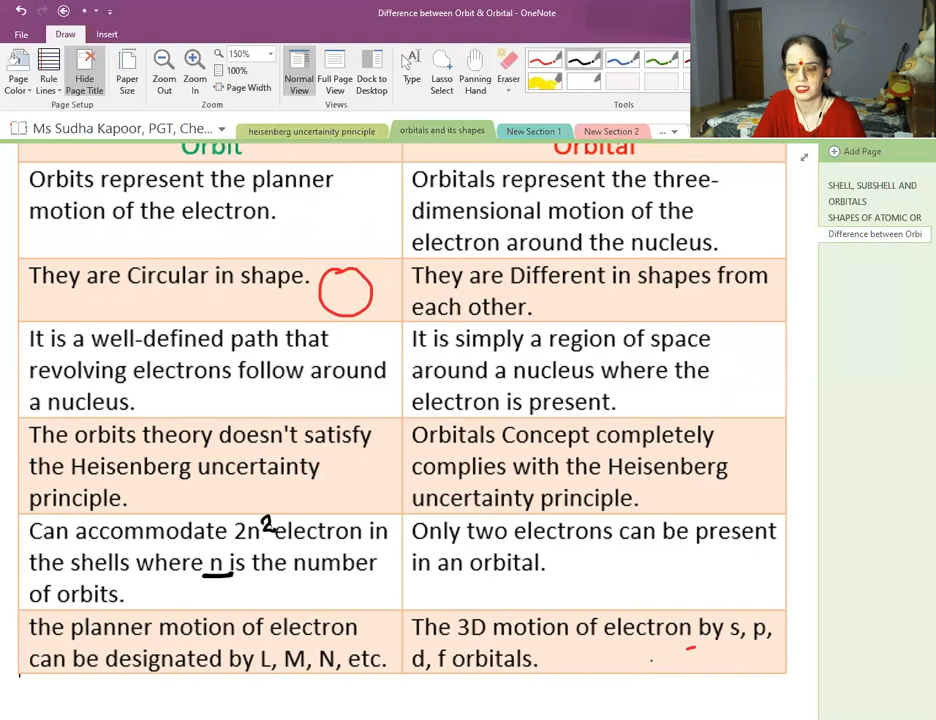 Difference between Orbit & Orbital - OneNote
File Draw Insert
150%
100%
Page Width
Page Color Rule Lines Hide Page Title Paper Size Zoom Out Zoom In Normal View Full Page View Dock to Desktop Type Lasso Select Panning Hand Eraser
Page Setup Zoom Views Tools
Ms Sudha Kapoor, PGT, Che... heisenberg uncertainty principle orbitals and its shapes New Section 1 New Section 2 ...
Add Page
SHELL, SUBSHELL AND
ORBITALS
SHAPES OF ATOMIC OR
Difference between Orbi
Orbit
Orbits represent the planner
motion of the electron.
They are Circular in shape.
It is a well-defined path that
revolving electrons follow around
a nucleus.
The orbits theory doesn't satisfy
the Heisenberg uncertainty
principle.
Can accommodate 2n2 electron in
the shells where n is the number
of orbits.
the planner motion of electron
can be designated by L, M, N, etc.
Orbital
Orbitals represent the three-
dimensional motion of the
electron around the nucleus.
They are Different in shapes from
each other.
It is simply a region of space
around a nucleus where the
electron is present.
Orbitals Concept completely
complies with the Heisenberg
uncertainty principle.
Only two electrons can be present
in an orbital.
The 3D motion of electron by s, p,
d, f orbitals.